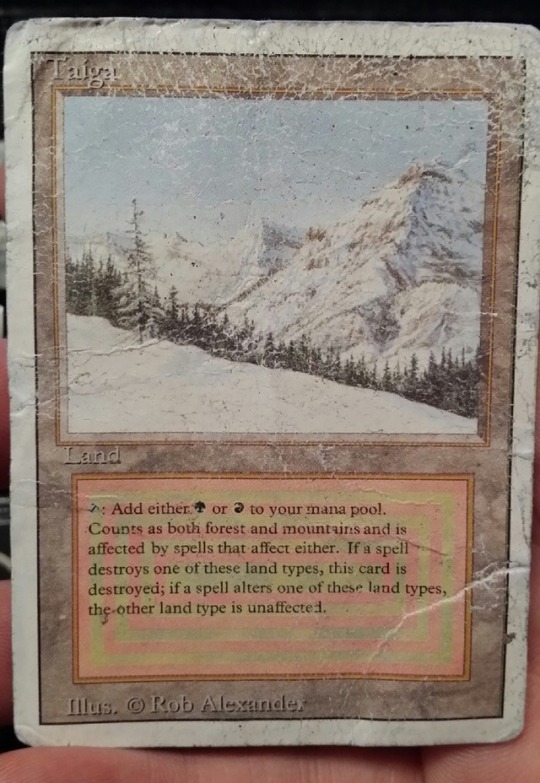 Taiga
Land
: Add either or to your mana pool.
Counts as both forest and mountains and is
affected by spells that affect either. If a spell
destroys one of these land types, this card is
destroyed; if a spell alters one of these land types,
the other land type is unaffected.
Illus. © Rob Alexander